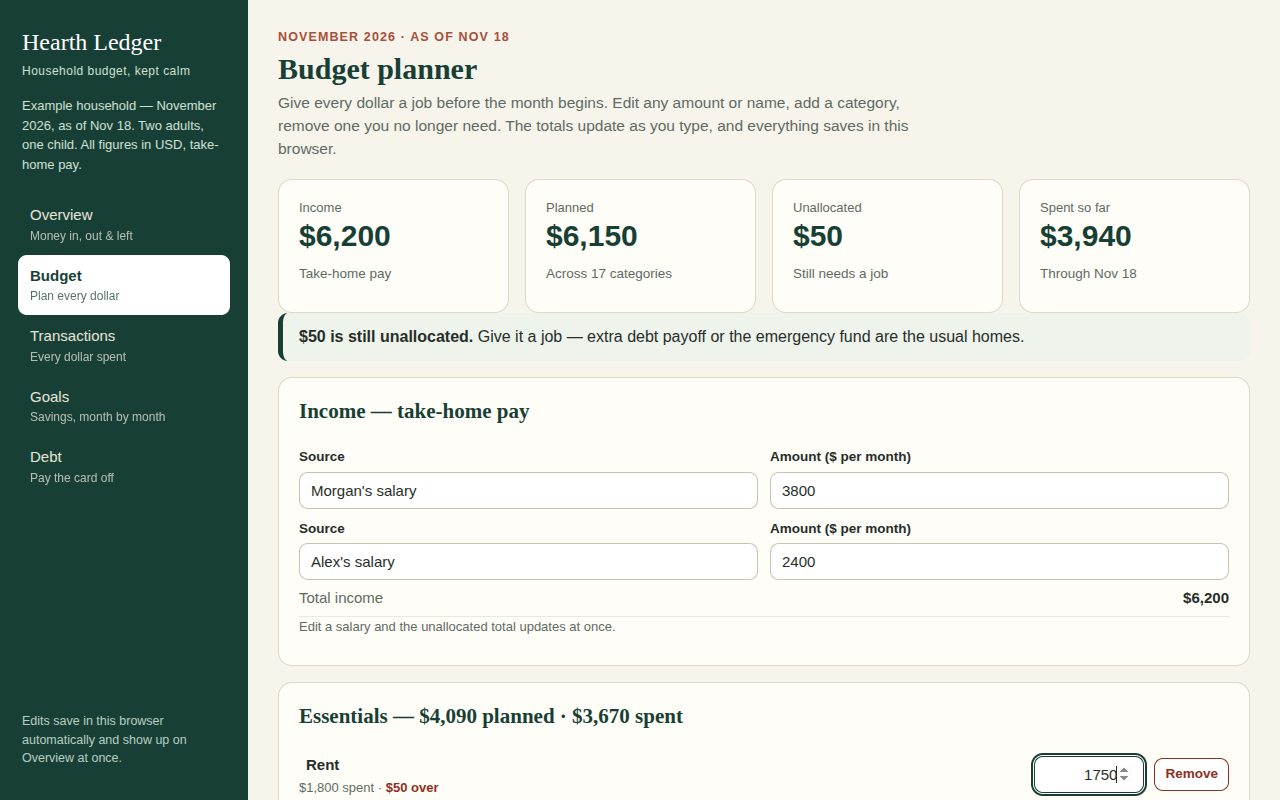 Hearth Ledger
Household budget, kept calm
Example household — November
2026, as of Nov 18. Two adults,
one child. All figures in USD, take-
home pay.
Overview
Money in, out & left
Budget
Plan every dollar
Transactions
Every dollar spent
Goals
Savings, month by month
Debt
Pay the card off
Edits save in this browser
automatically and show up on
Overview at once.
NOVEMBER 2026 · AS OF NOV 18
Budget planner
Give every dollar a job before the month begins. Edit any amount or name, add a category,
remove one you no longer need. The totals update as you type, and everything saves in this
browser.
Income
$6,200
Take-home pay
Planned
$6,150
Across 17 categories
Unallocated
$50
Still needs a job
Spent so far
$3,940
Through Nov 18
$50 is still unallocated. Give it a job — extra debt payoff or the emergency fund are the usual homes.
Income — take-home pay
Source
Amount ($ per month)
Morgan's salary
3800
Source
Amount ($ per month)
Alex's salary
2400
Total income
$6,200
Edit a salary and the unallocated total updates at once.
Essentials — $4,090 planned · $3,670 spent
Rent
$1,800 spent · $50 over
1750
Remove